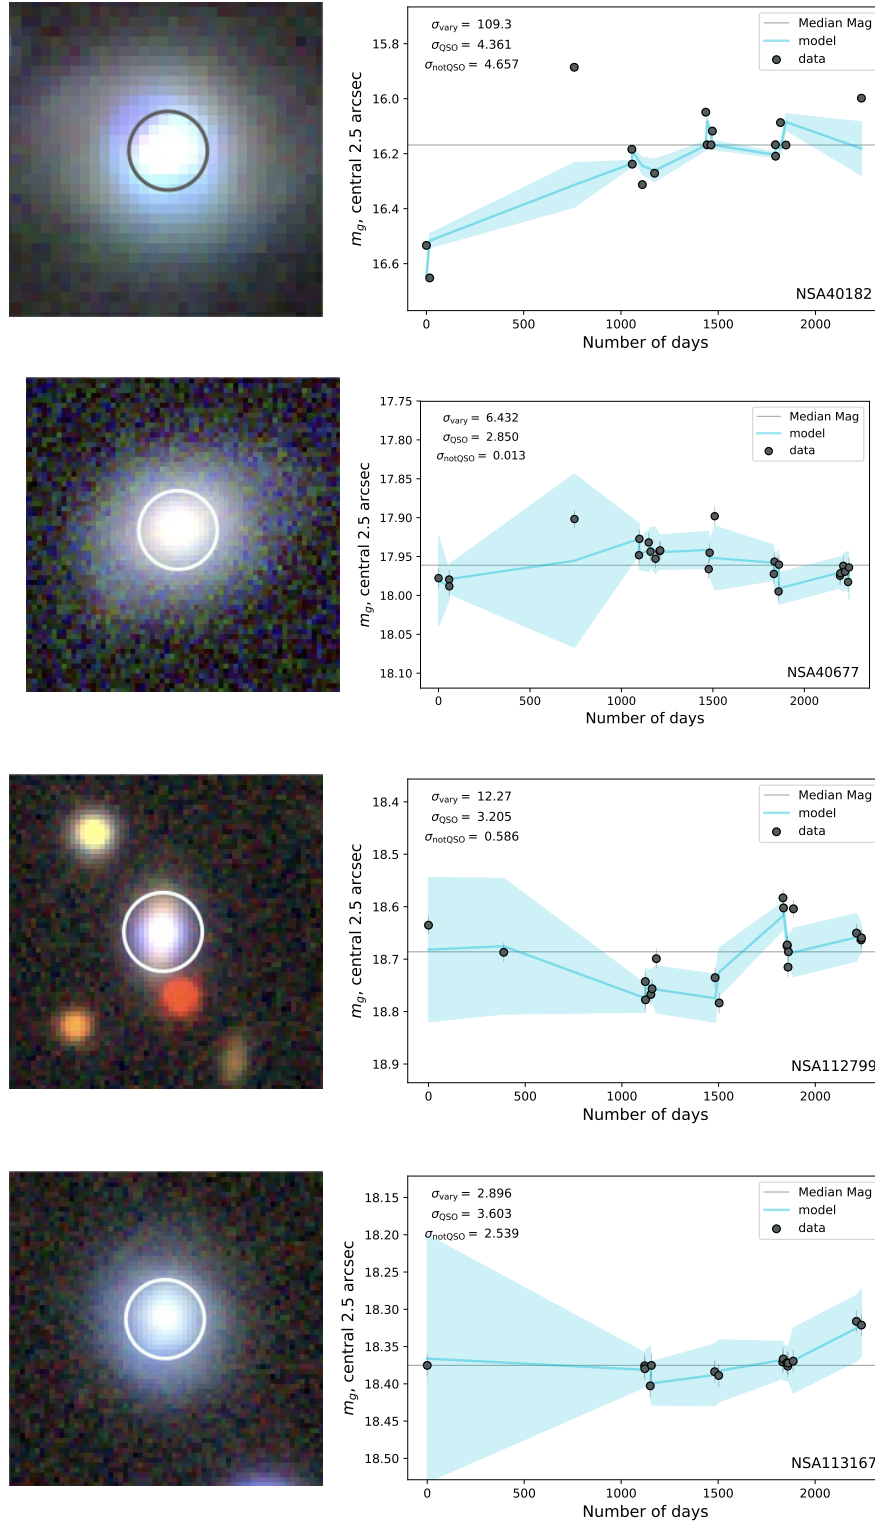 σvary = 109.3
σQSO = 4.361
σnotQSO = 4.657
Median Mag
model
data
15.8
16.0
16.2
16.4
16.6
mg, central 2.5 arcsec
NSA40182
0 500 1000 1500 2000
Number of days
σvary = 6.432
σQSO = 2.850
σnotQSO = 0.013
Median Mag
model
data
17.75
17.80
17.85
17.90
17.95
18.00
18.05
18.10
mg, central 2.5 arcsec
NSA40677
0 500 1000 1500 2000
Number of days
σvary = 12.27
σQSO = 3.205
σnotQSO = 0.586
Median Mag
model
data
18.4
18.5
18.6
18.7
18.8
18.9
mg, central 2.5 arcsec
NSA112799
0 500 1000 1500 2000
Number of days
σvary = 2.896
σQSO = 3.603
σnotQSO = 2.539
Median Mag
model
data
18.15
18.20
18.25
18.30
18.35
18.40
18.45
18.50
mg, central 2.5 arcsec
NSA113167
0 500 1000 1500 2000
Number of days